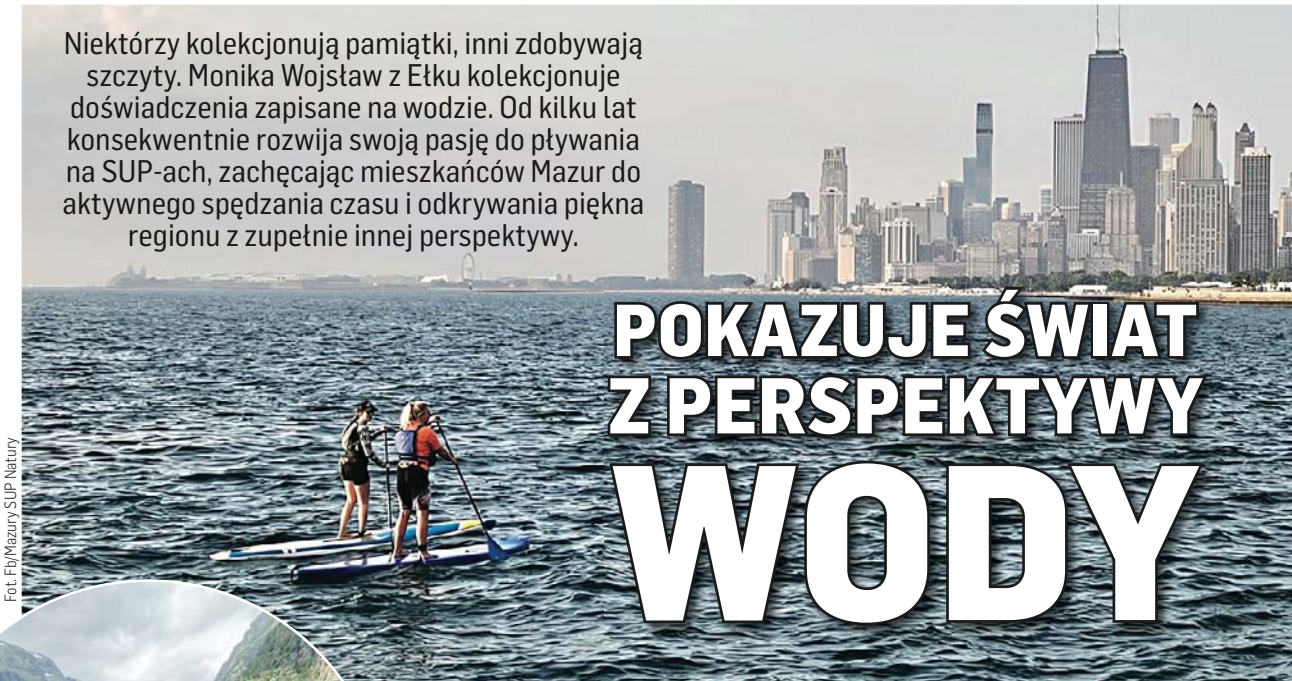 Niektórzy kolekcjonują pamiątki, inni zdobywają
szczyty. Monika Wojsław z Ełku kolekcjonuje
doświadczenia zapisane na wodzie. Od kilku lat
konsekwentnie rozwija swoją pasję do pływania
na SUP-ach, zachęcając mieszkańców Mazur do
aktywnego spędzania czasu i odkrywania piękna
regionu z zupełnie innej perspektywy.
POKAZUJE ŚWIAT
Z PERSPEKTYWY
WODY
Fot. Fb/Mazury SUP Natury